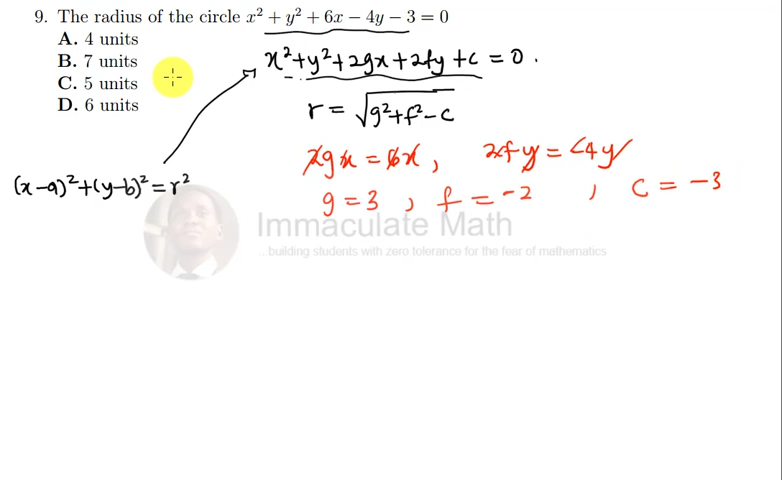 9. The radius of the circle x² + y² + 6x − 4y − 3 = 0
A. 4 units
B. 7 units
C. 5 units
D. 6 units
x² + y² + 2gx + 2fy + c = 0.
r = √(g² + f² − c)
2gx = 6x, 2fy = −4y
(x − a)² + (y − b)² = r²
g = 3, f = −2, c = −3
Immaculate Math
...building students with zero tolerance for the fear of mathematics